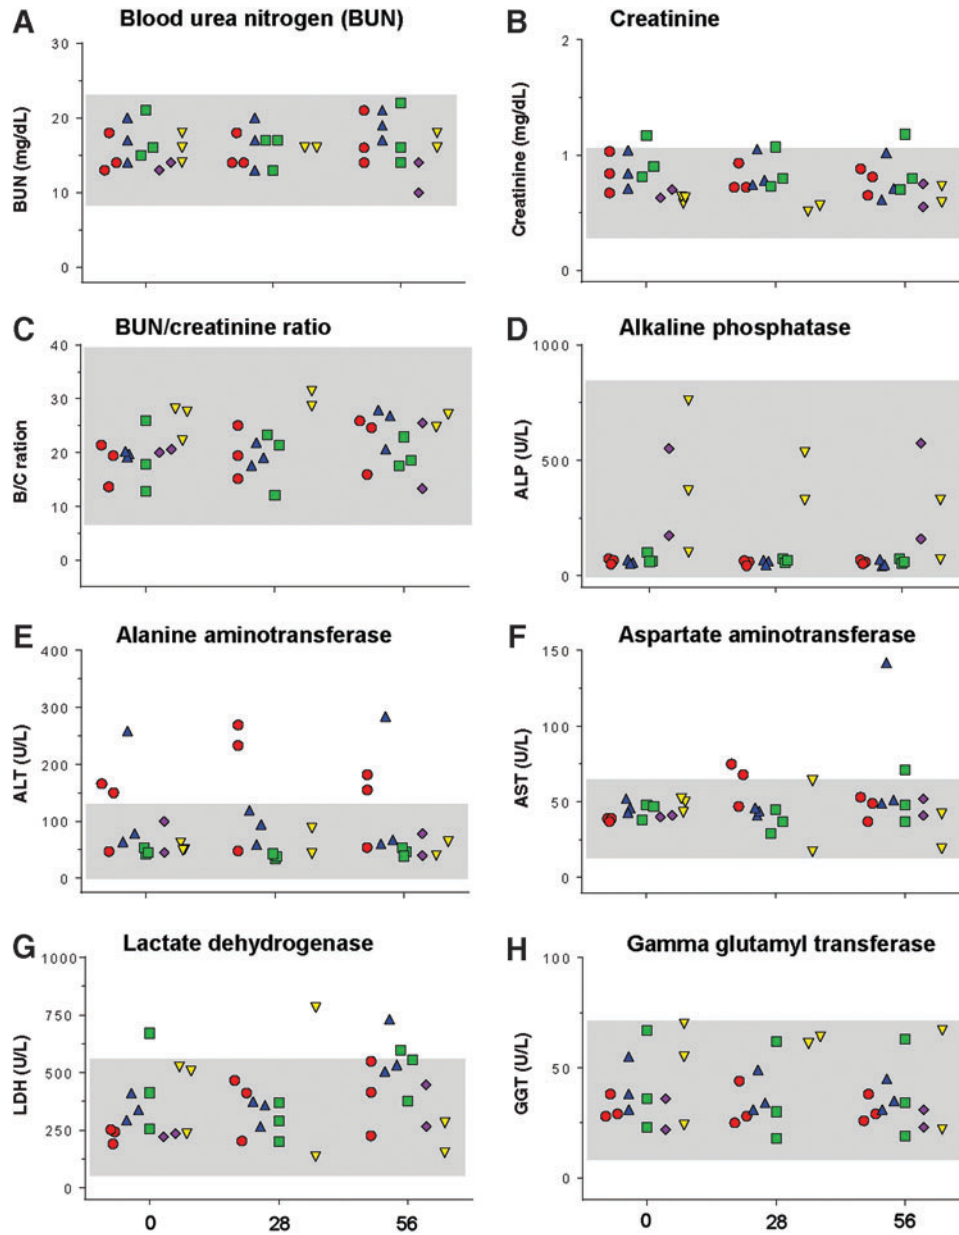 A Blood urea nitrogen (BUN)
30
20
10
0
BUN (mg/dL)
B Creatinine
2
1
0
Creatinine (mg/dL)
C BUN/creatinine ratio
40
30
20
10
0
B/C ration
D Alkaline phosphatase
1000
500
0
ALP (U/L)
E Alanine aminotransferase
400
300
200
100
0
ALT (U/L)
F Aspartate aminotransferase
150
100
50
0
AST (U/L)
G Lactate dehydrogenase
1000
750
500
250
0
LDH (U/L)
0 28 56
H Gamma glutamyl transferase
100
50
0
GGT (U/L)
0 28 56